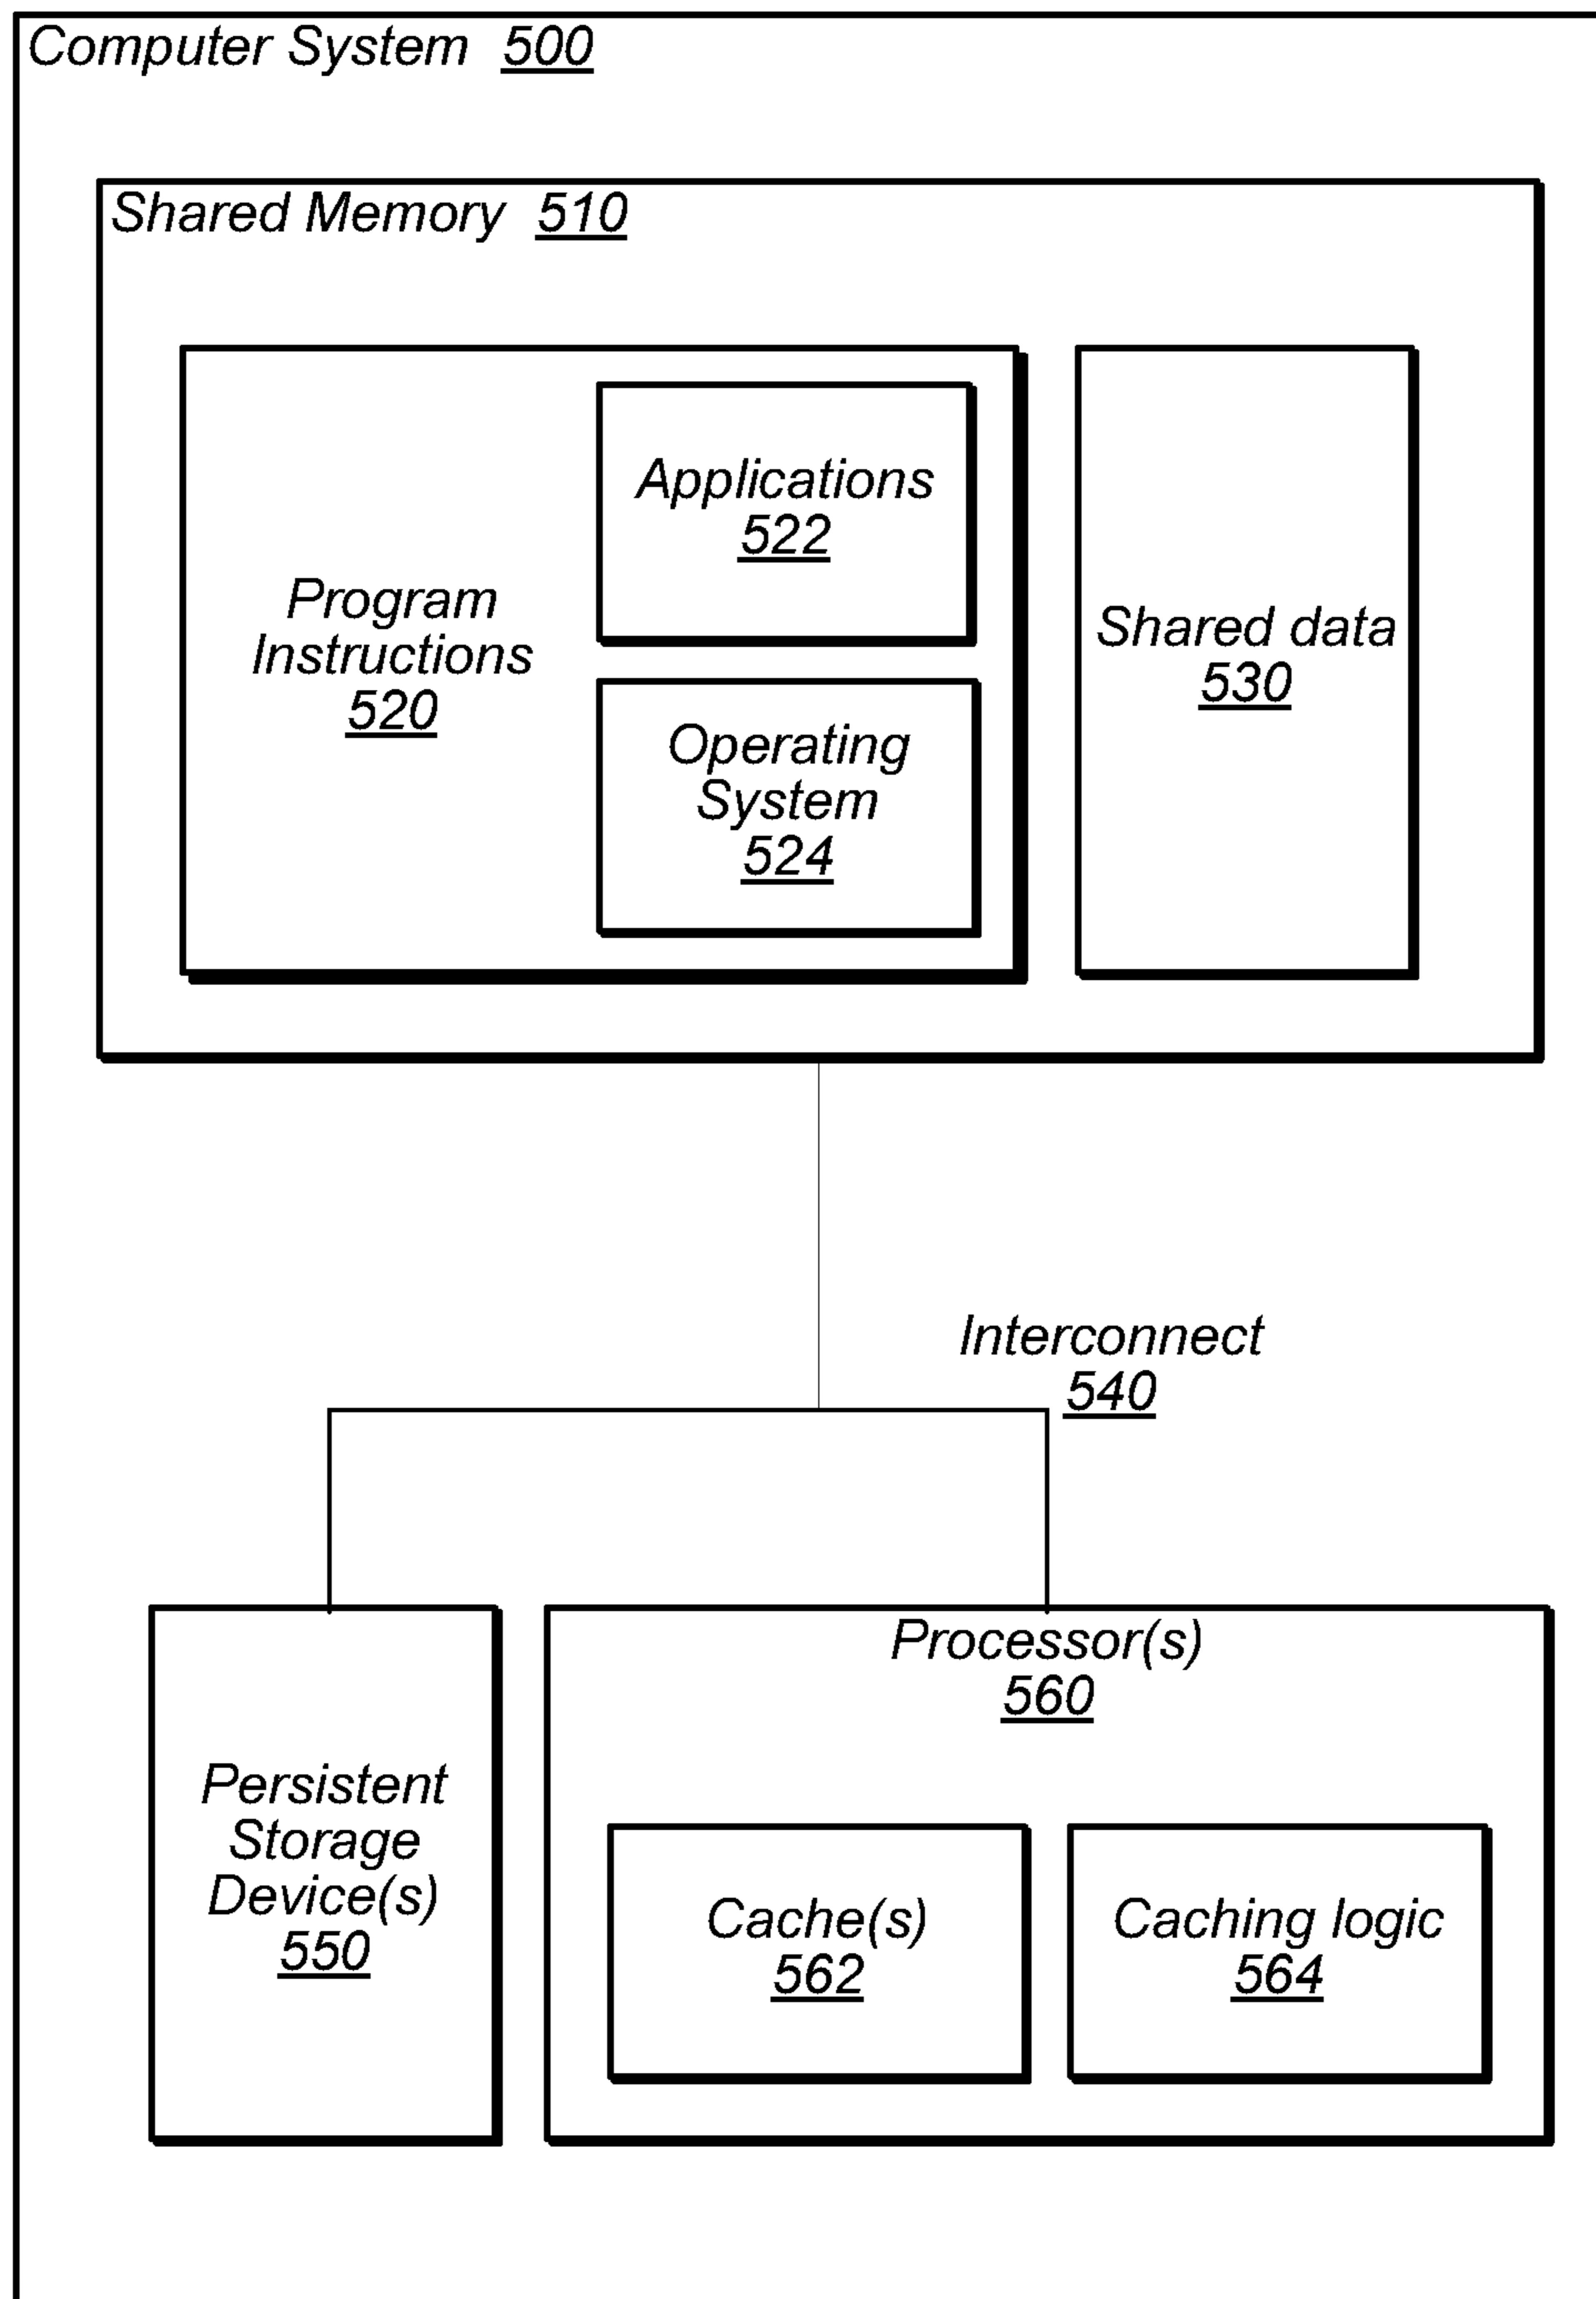 Computer System 500
Shared Memory 510
Program
Instructions
520
Applications
522
Operating
System
524
Shared data
530
Interconnect
540
Persistent
Storage
Device(s)
550
Processor(s)
560
Cache(s)
562
Caching logic
564